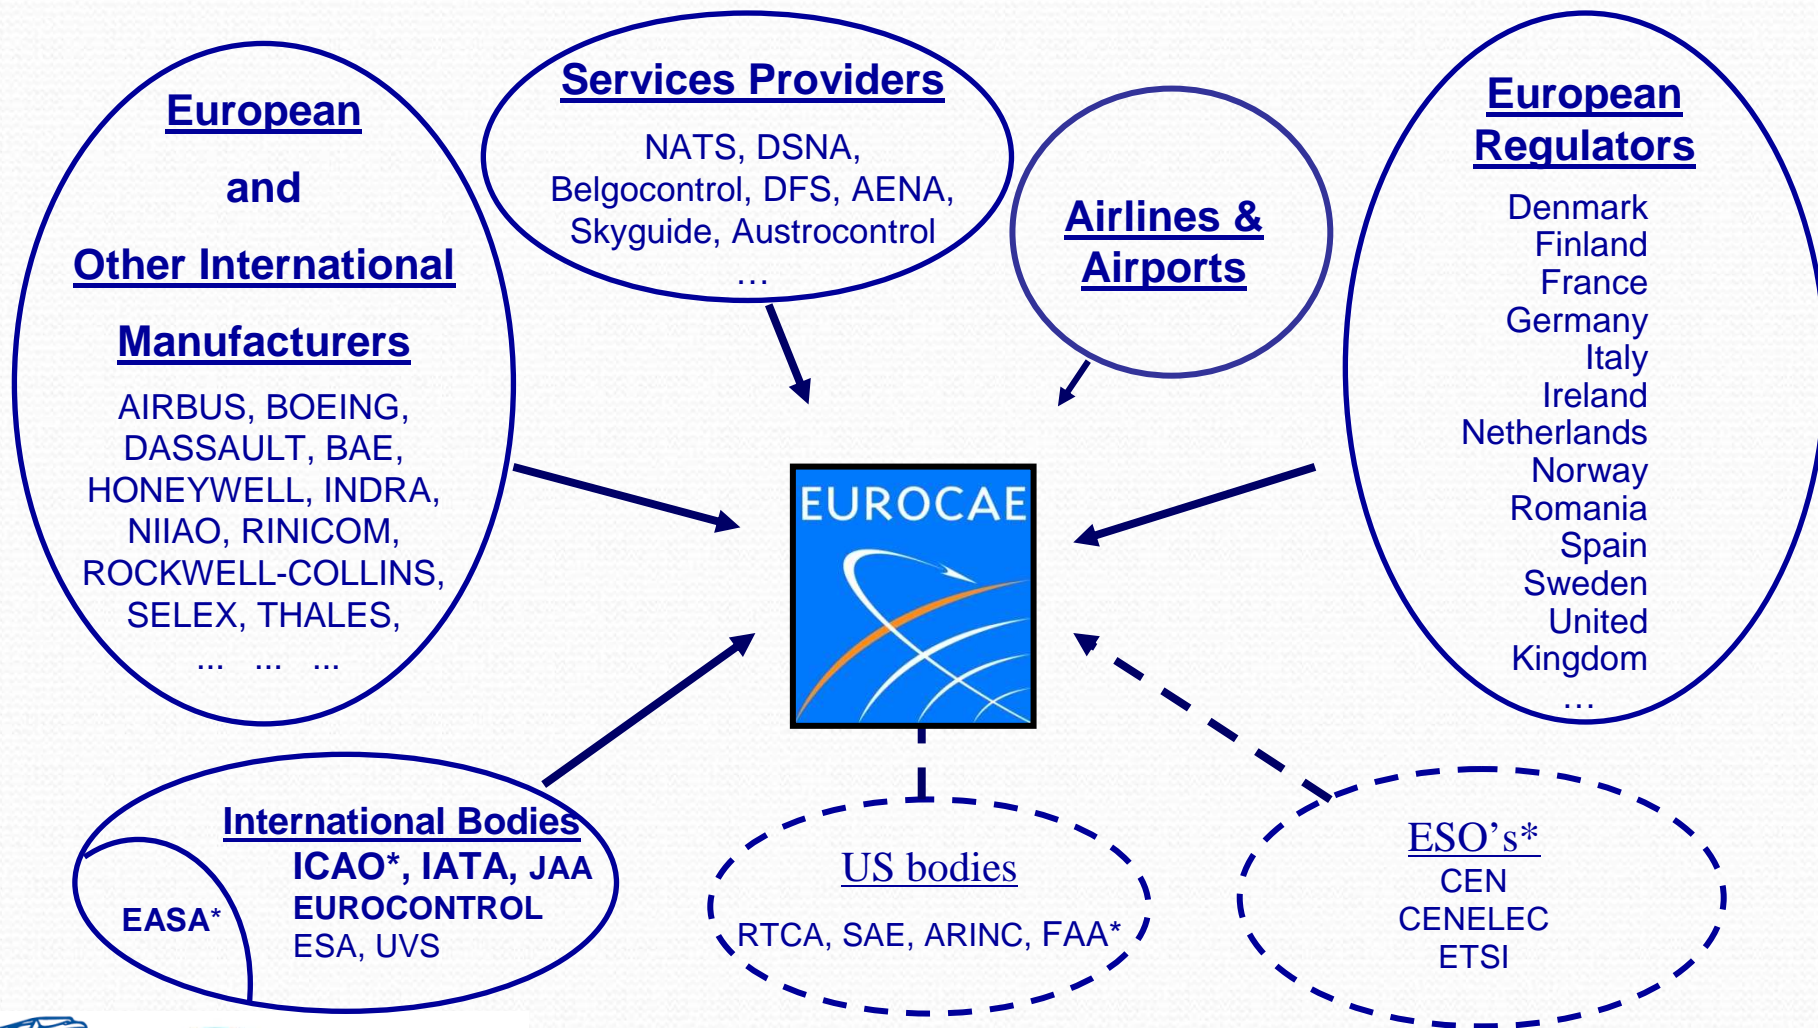 European
and
Other International
Manufacturers
AIRBUS, BOEING,
DASSAULT, BAE,
HONEYWELL, INDRA,
NIIAO, RINICOM,
ROCKWELL-COLLINS,
SELEX, THALES,
... ... ...
Services Providers
NATS, DSNA,
Belgocontrol, DFS, AENA,
Skyguide, Austrocontrol
…
Airlines &
Airports
European
Regulators
Denmark
Finland
France
Germany
Italy
Ireland
Netherlands
Norway
Romania
Spain
Sweden
United
Kingdom
…
EUROCAE
International Bodies
ICAO*, IATA, JAA
EUROCONTROL
ESA, UVS
EASA*
US bodies
RTCA, SAE, ARINC, FAA*
ESO’s*
CEN
CENELEC
ETSI